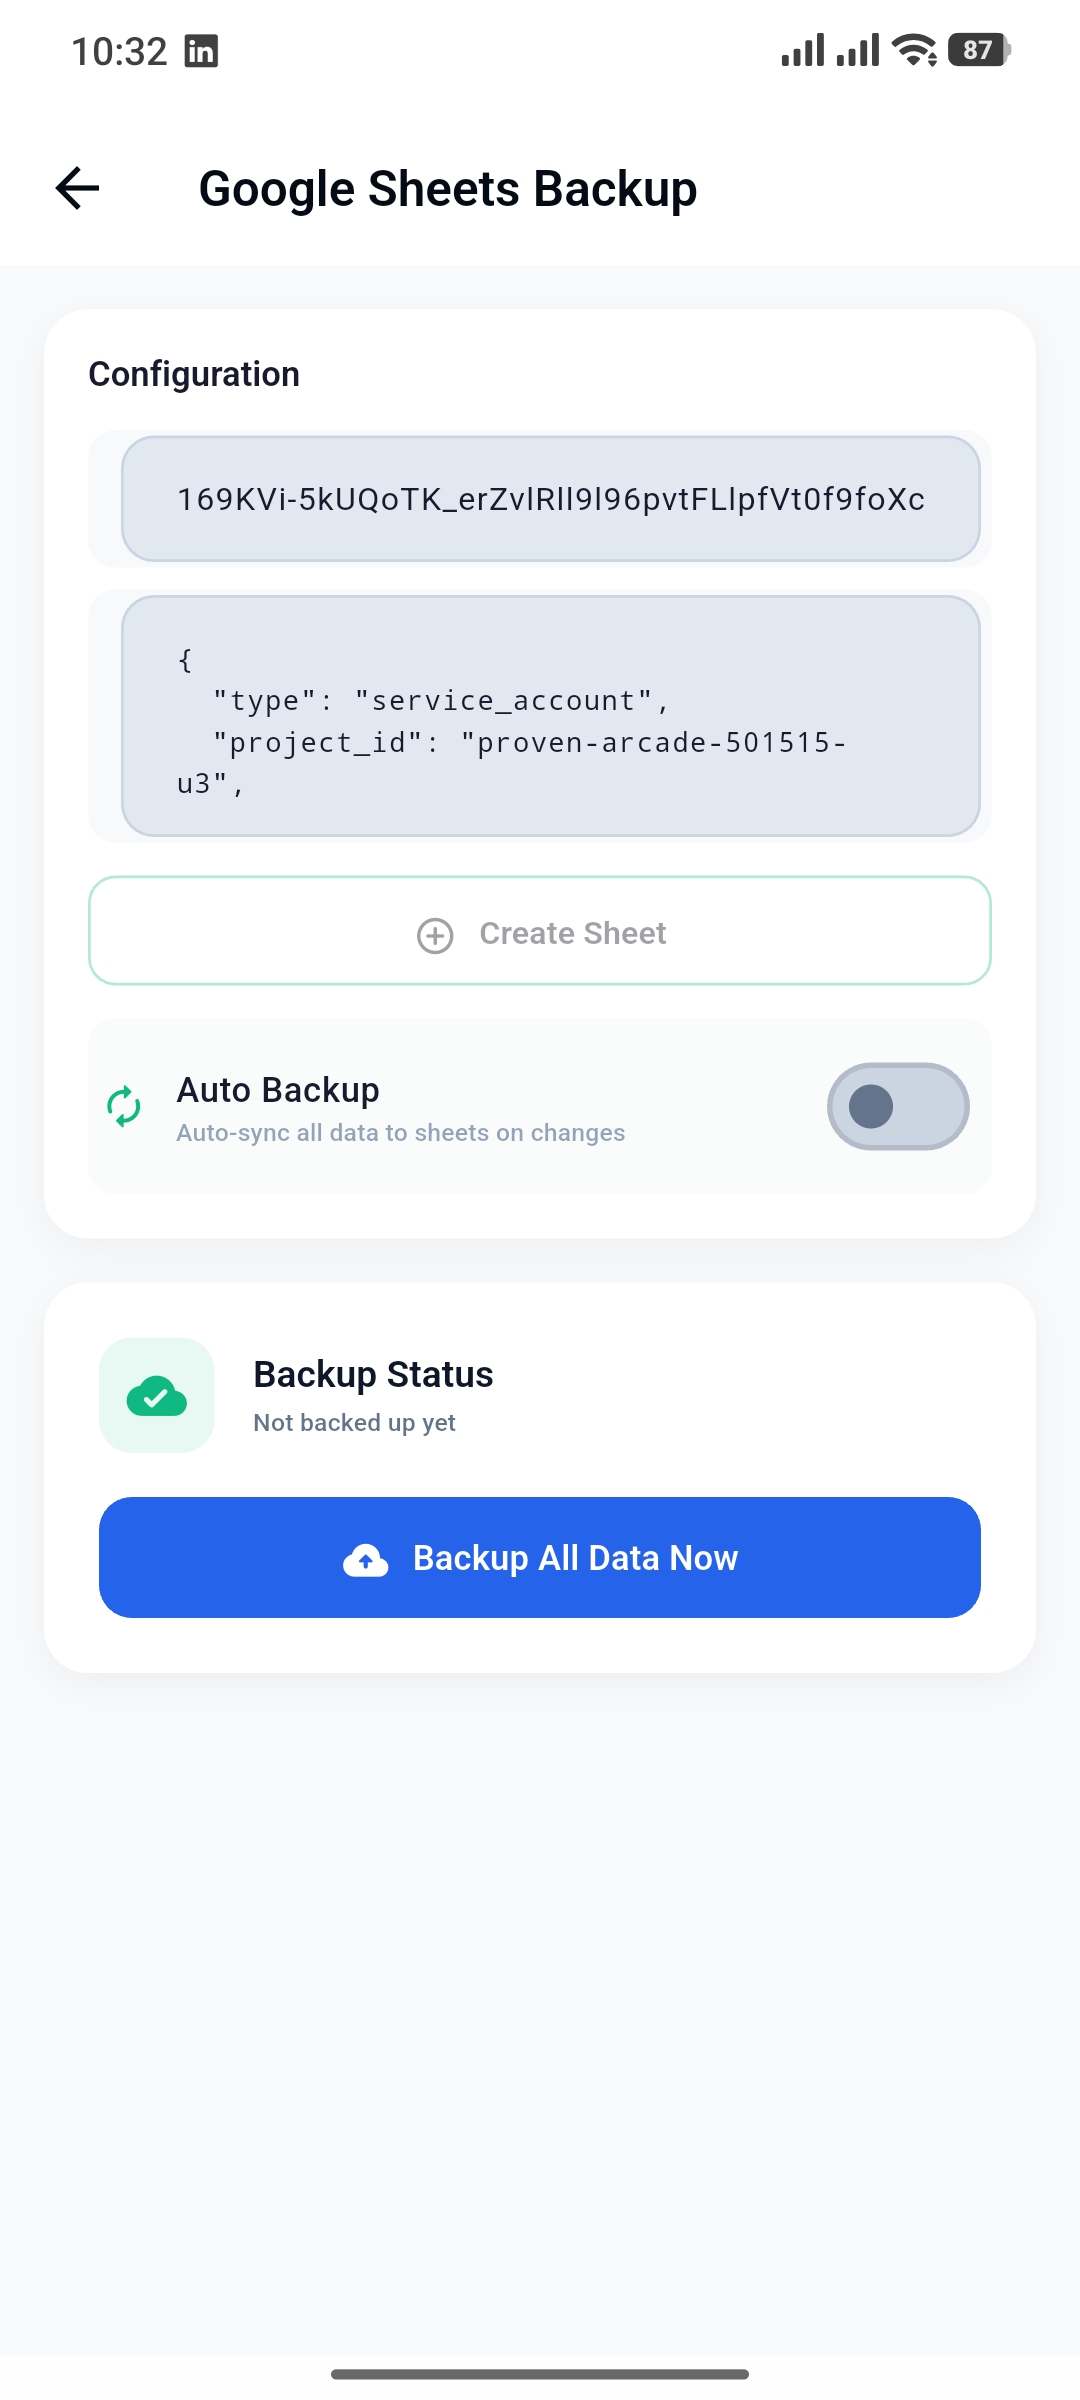 10:32 in 87
Google Sheets Backup
Configuration
169KVi-5kUQoTK_erZvlRll9l96pvtFLlpfVt0f9foXc
{
  "type": "service_account",
  "project_id": "proven-arcade-501515-
u3",
Create Sheet
Auto Backup
Auto-sync all data to sheets on changes
Backup Status
Not backed up yet
Backup All Data Now